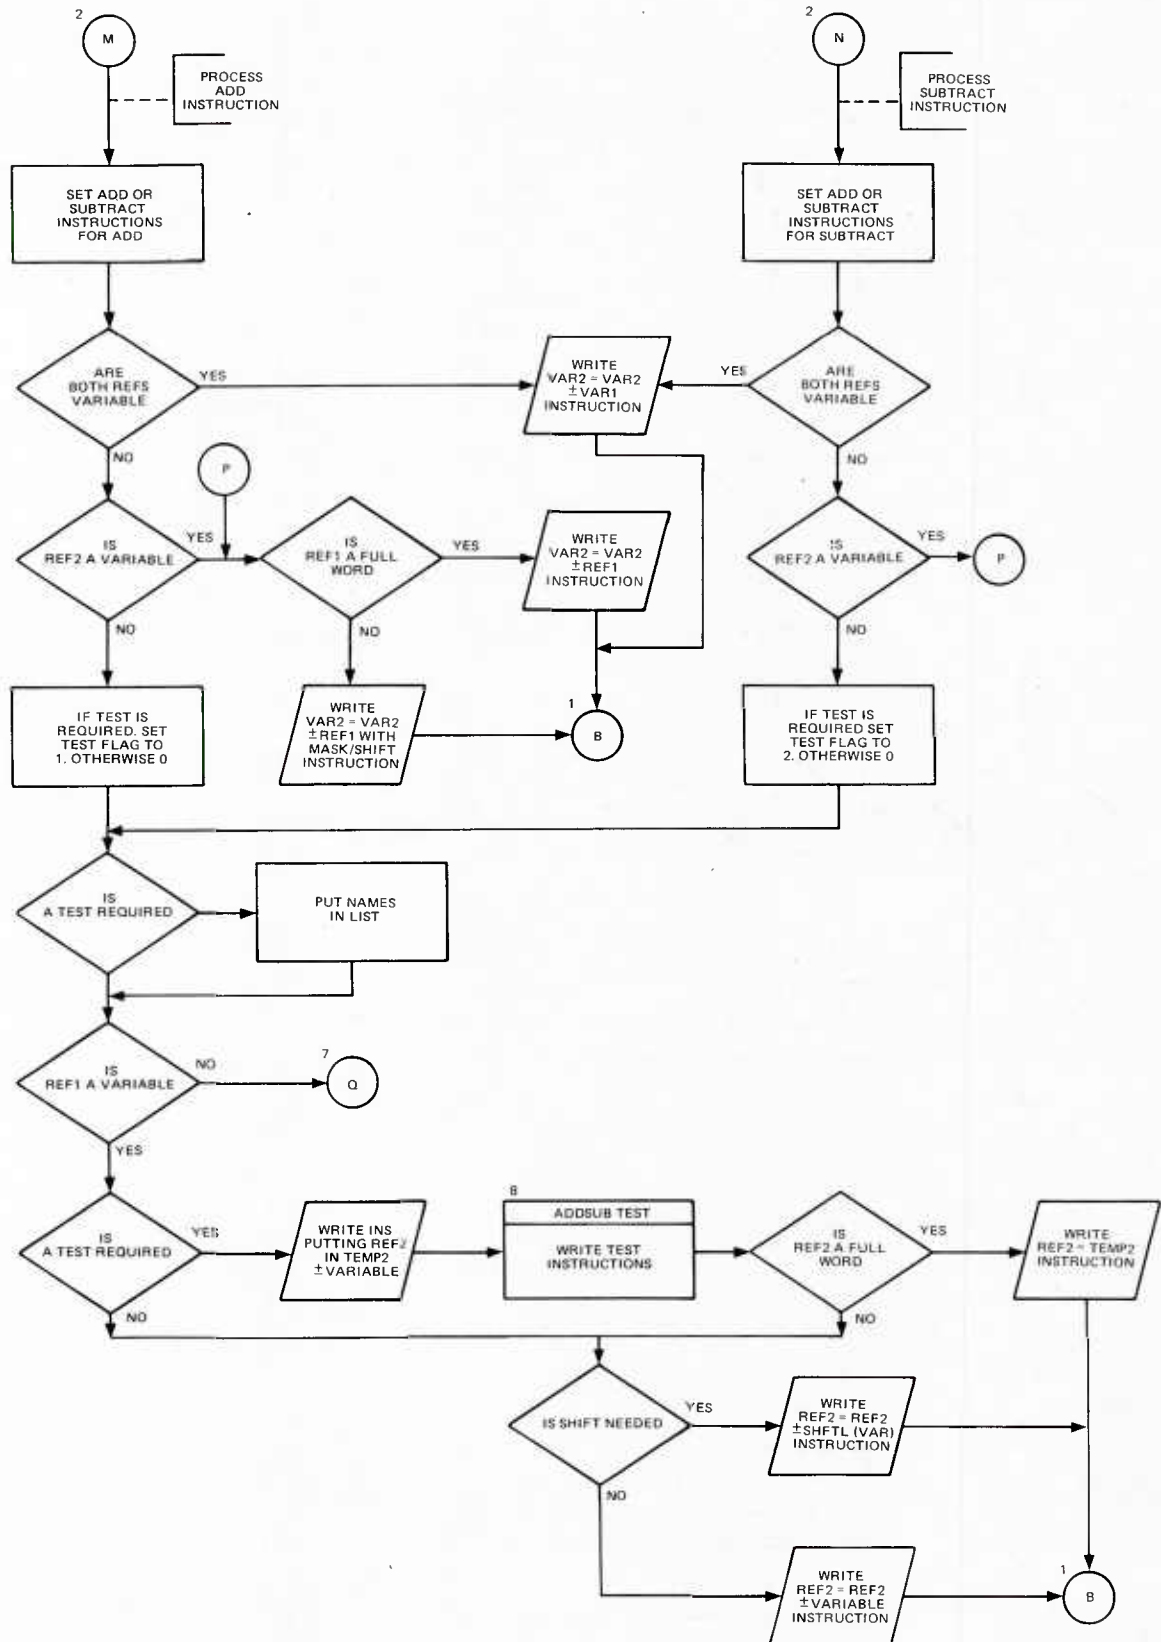 2
M
PROCESS
ADD
INSTRUCTION
2
N
PROCESS
SUBTRACT
INSTRUCTION
SET ADD OR
SUBTRACT
INSTRUCTIONS
FOR ADD
SET ADD OR
SUBTRACT
INSTRUCTIONS
FOR SUBTRACT
ARE
BOTH REFS
VARIABLE
YES
NO
WRITE
VAR2 = VAR2
±VAR1
INSTRUCTION
YES
ARE
BOTH REFS
VARIABLE
NO
P
IS
REF2 A VARIABLE
YES
NO
IS
REF1 A FULL
WORD
YES
NO
WRITE
VAR2 = VAR2
±REF1
INSTRUCTION
IS
REF2 A VARIABLE
YES
NO
P
IF TEST IS
REQUIRED, SET
TEST FLAG TO
1. OTHERWISE 0
WRITE
VAR2 = VAR2
±REF1 WITH
MASK/SHIFT
INSTRUCTION
1
B
IF TEST IS
REQUIRED SET
TEST FLAG TO
2. OTHERWISE 0
IS
A TEST REQUIRED
PUT NAMES
IN LIST
IS
REF1 A VARIABLE
NO
7
Q
YES
IS
A TEST REQUIRED
YES
NO
WRITE INS
PUTTING REF2
IN TEMP2
±VARIABLE
8
ADDSUB TEST
WRITE TEST
INSTRUCTIONS
IS
REF2 A FULL
WORD
YES
NO
WRITE
REF2 = TEMP2
INSTRUCTION
IS SHIFT NEEDED
YES
NO
WRITE
REF2 = REF2
±SHFTL (VAR)
INSTRUCTION
WRITE
REF2 = REF2
±VARIABLE
INSTRUCTION
1
B